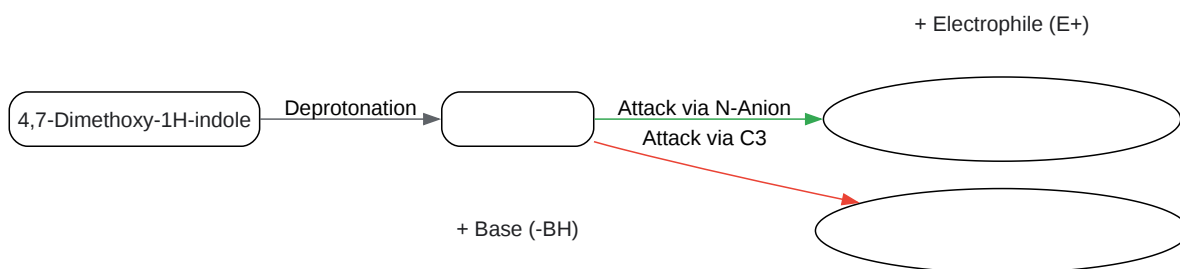 + Electrophile (E+)
4,7-Dimethoxy-1H-indole
Deprotonation
Attack via N-Anion
Attack via C3
+ Base (-BH)